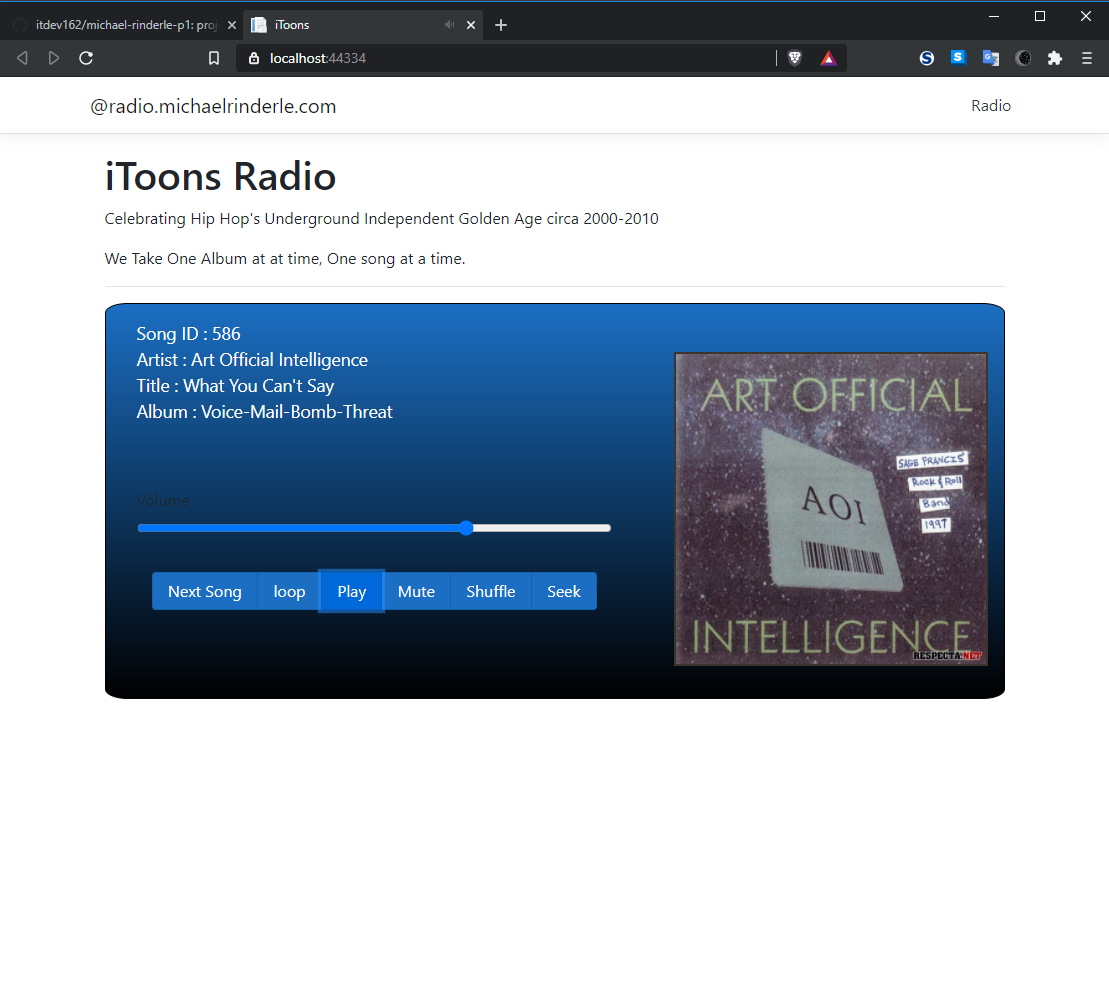 itdev162/michael-rinderle-p1: proj
iToons
localhost:44334
@radio.michaelrinderle.com
Radio
iToons Radio
Celebrating Hip Hop's Underground Independent Golden Age circa 2000-2010
We Take One Album at at time, One song at a time.
Song ID : 586
Artist : Art Official Intelligence
Title : What You Can't Say
Album : Voice-Mail-Bomb-Threat
Volume
Next Song loop Play Mute Shuffle Seek
ART OFFICIAL
SAGE FRANCIS'
Rock & Roll
Band
1997
AOI
INTELLIGENCE
RESPECTA.NET